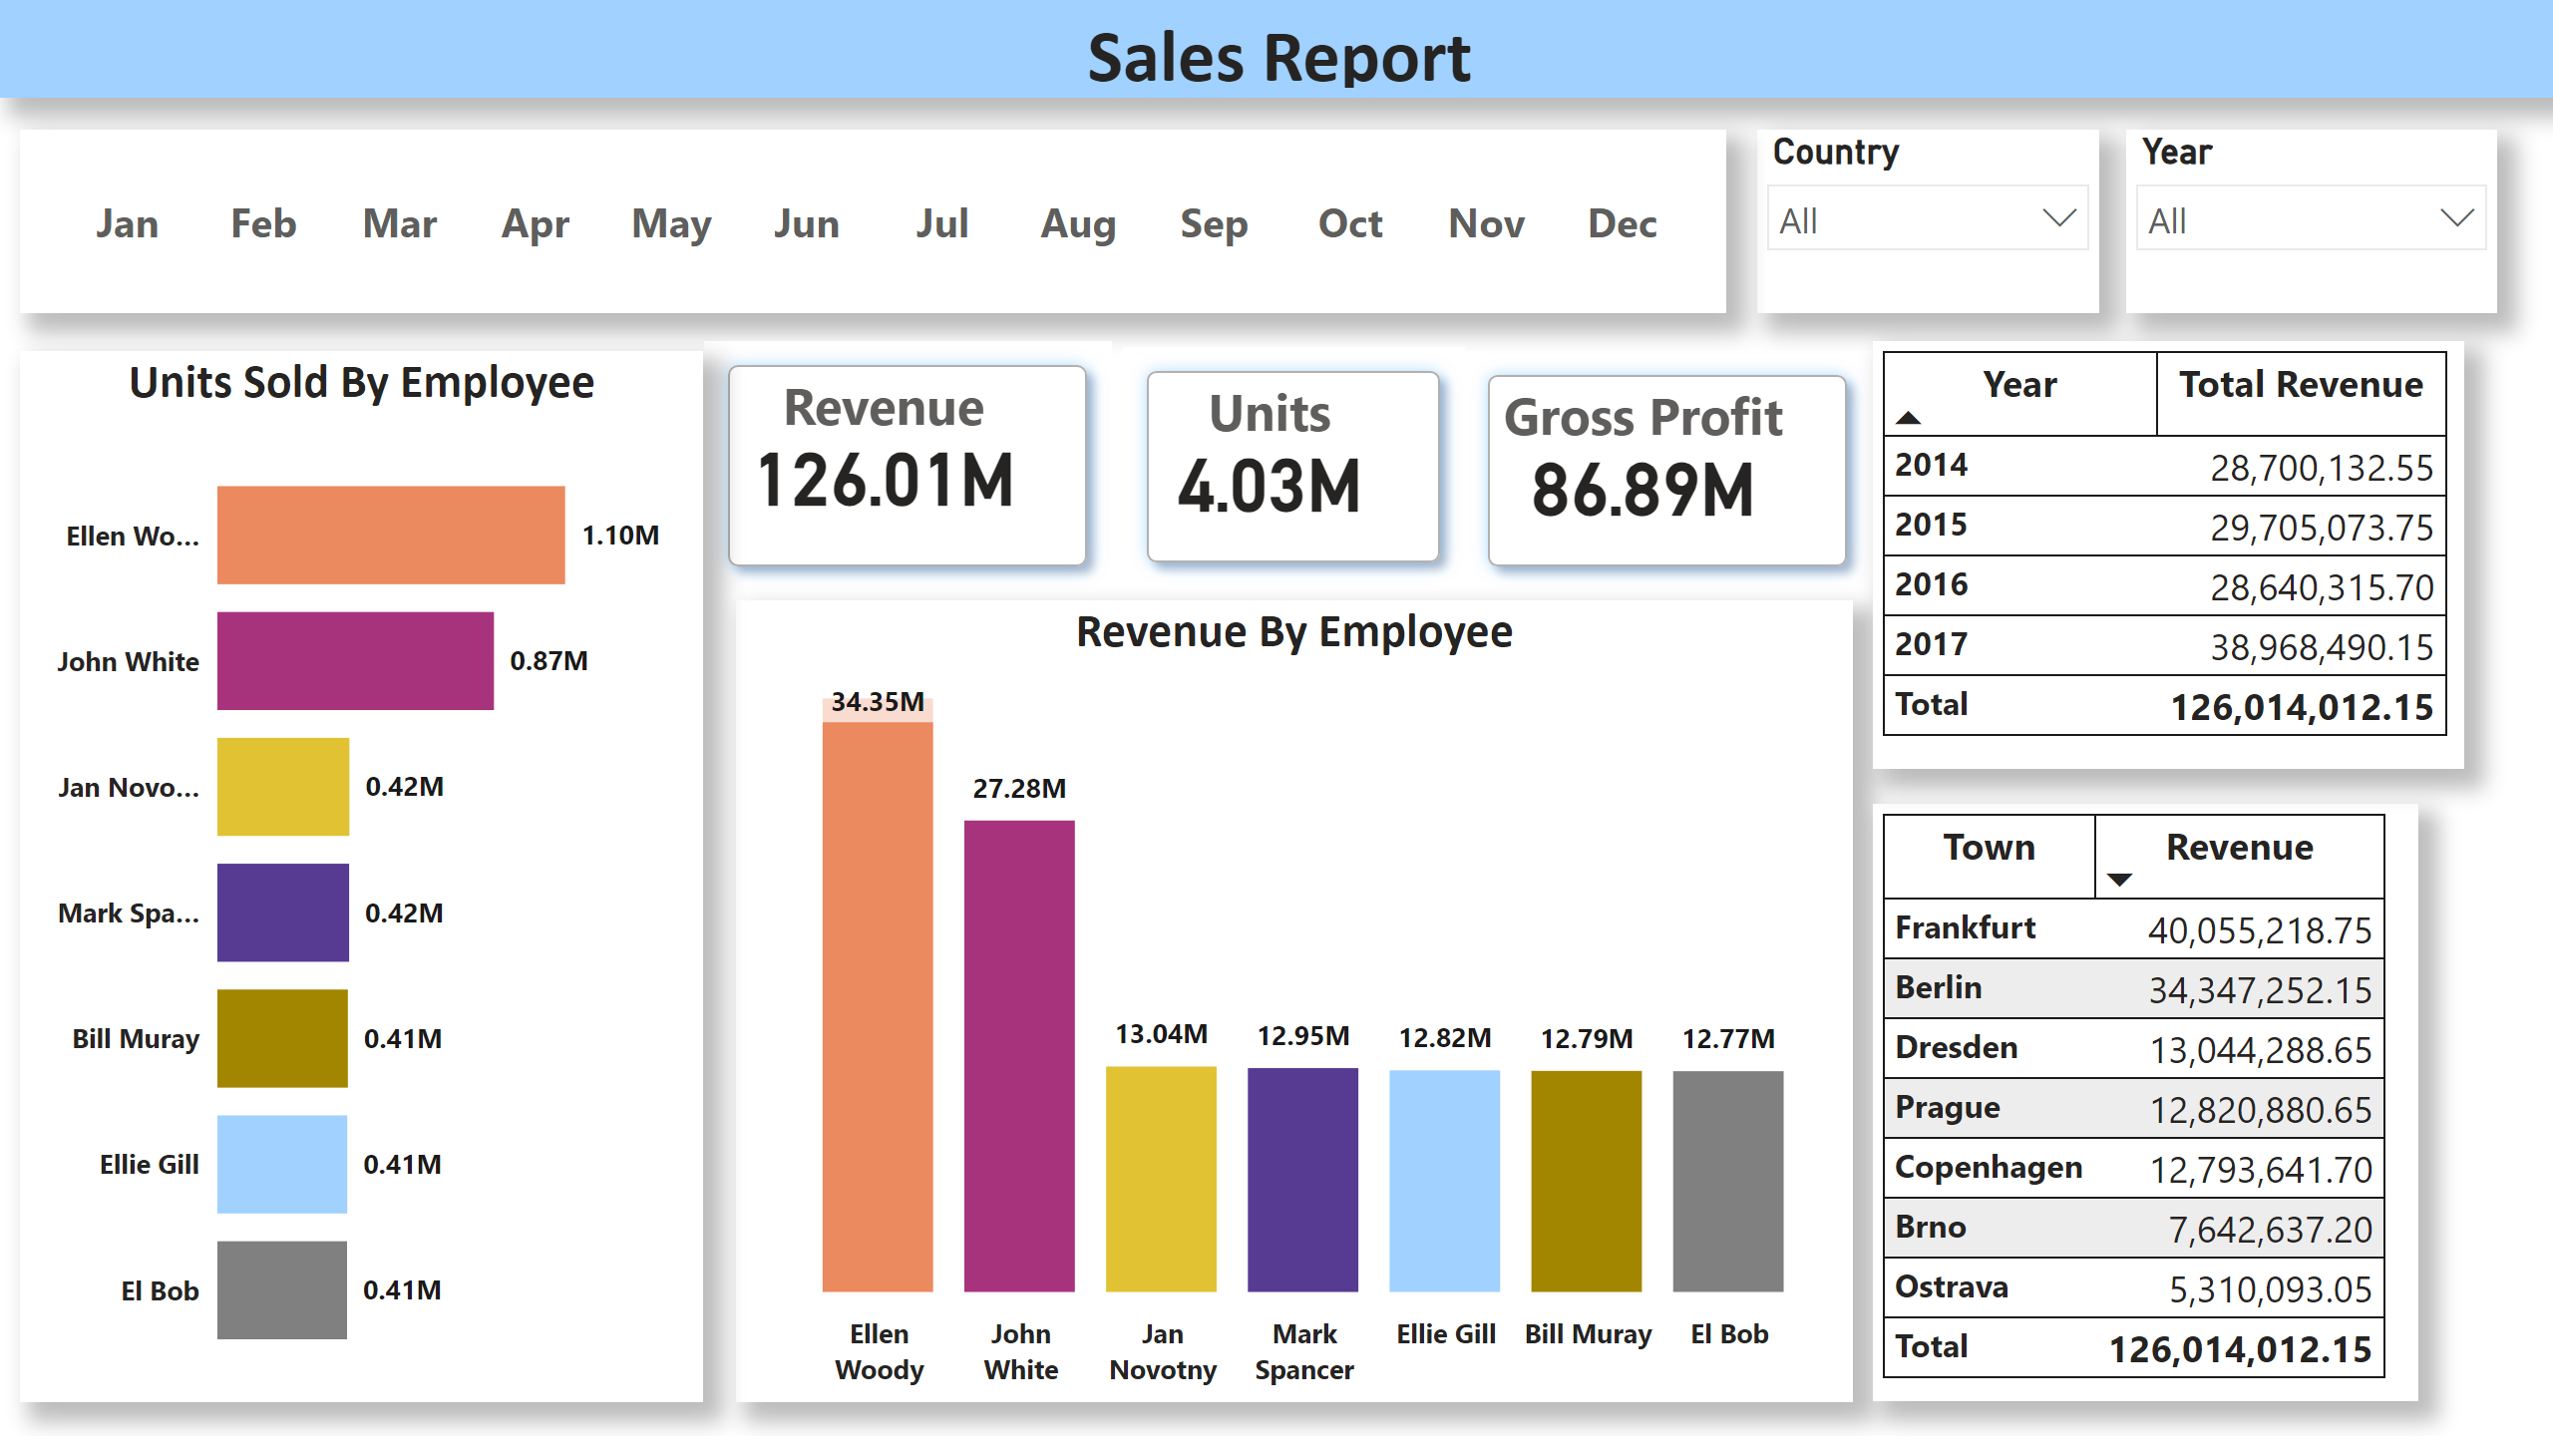 Sales Report
Jan Feb Mar Apr May Jun Jul Aug Sep Oct Nov Dec
Country
All
Year
All
Units Sold By Employee
Ellen Wo... 1.10M
John White 0.87M
Jan Novo... 0.42M
Mark Spa... 0.42M
Bill Muray 0.41M
Ellie Gill 0.41M
El Bob 0.41M
Revenue
126.01M
Units
4.03M
Gross Profit
86.89M
Revenue By Employee
34.35M
27.28M
13.04M 12.95M 12.82M 12.79M 12.77M
Ellen John Jan Mark Ellie Gill Bill Muray El Bob
Woody White Novotny Spancer
Year Total Revenue
2014 28,700,132.55
2015 29,705,073.75
2016 28,640,315.70
2017 38,968,490.15
Total 126,014,012.15
Town Revenue
Frankfurt 40,055,218.75
Berlin 34,347,252.15
Dresden 13,044,288.65
Prague 12,820,880.65
Copenhagen 12,793,641.70
Brno 7,642,637.20
Ostrava 5,310,093.05
Total 126,014,012.15